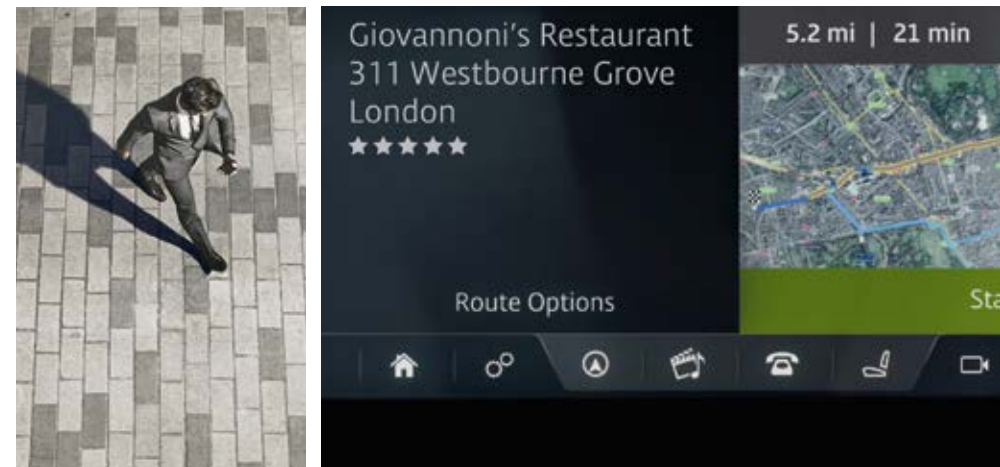 Giovannoni's Restaurant
311 Westbourne Grove
London
5.2 mi | 21 min
Route Options
Sta